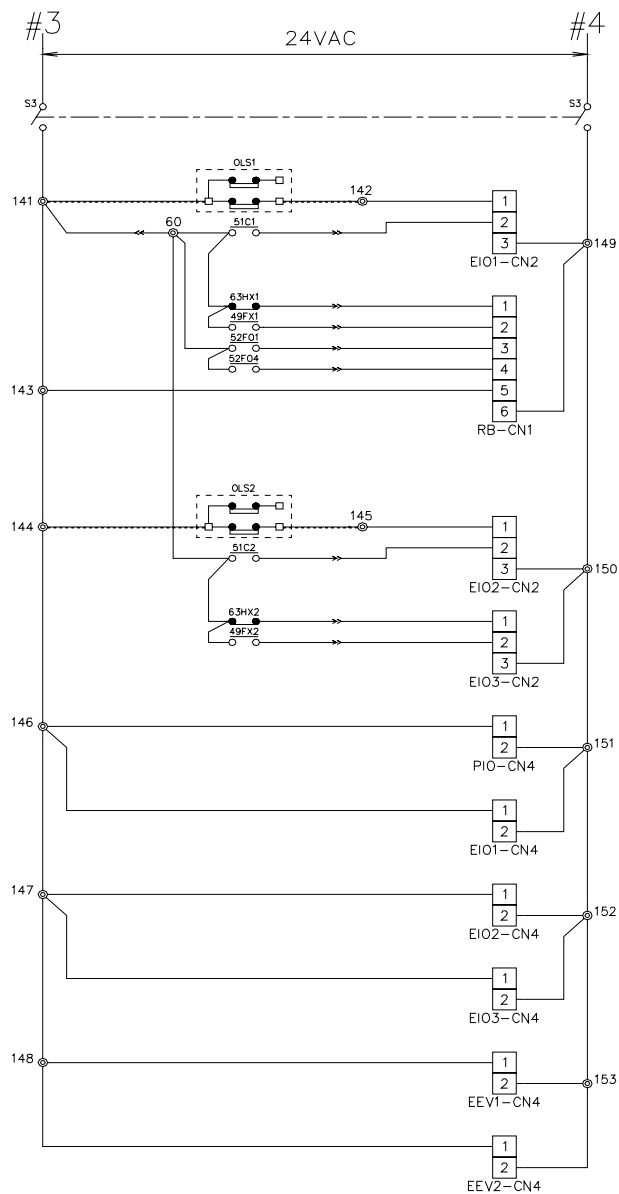 #3 #4
24VAC
S3 S3
OLS1
141 142
1
60 51C1 2
3 149
EIO1-CN2
63HX1 1
49FX1 2
52FO1 3
52FO4 4
143 5
6
RB-CN1
OLS2
144 145 1
51C2 2
3 150
EIO2-CN2
63HX2 1
49FX2 2
3
EIO3-CN2
146 1
2 151
PIO-CN4
1
2
EIO1-CN4
147 1
2 152
EIO2-CN4
1
2
EIO3-CN4
148 1
2 153
EEV1-CN4
1
2
EEV2-CN4